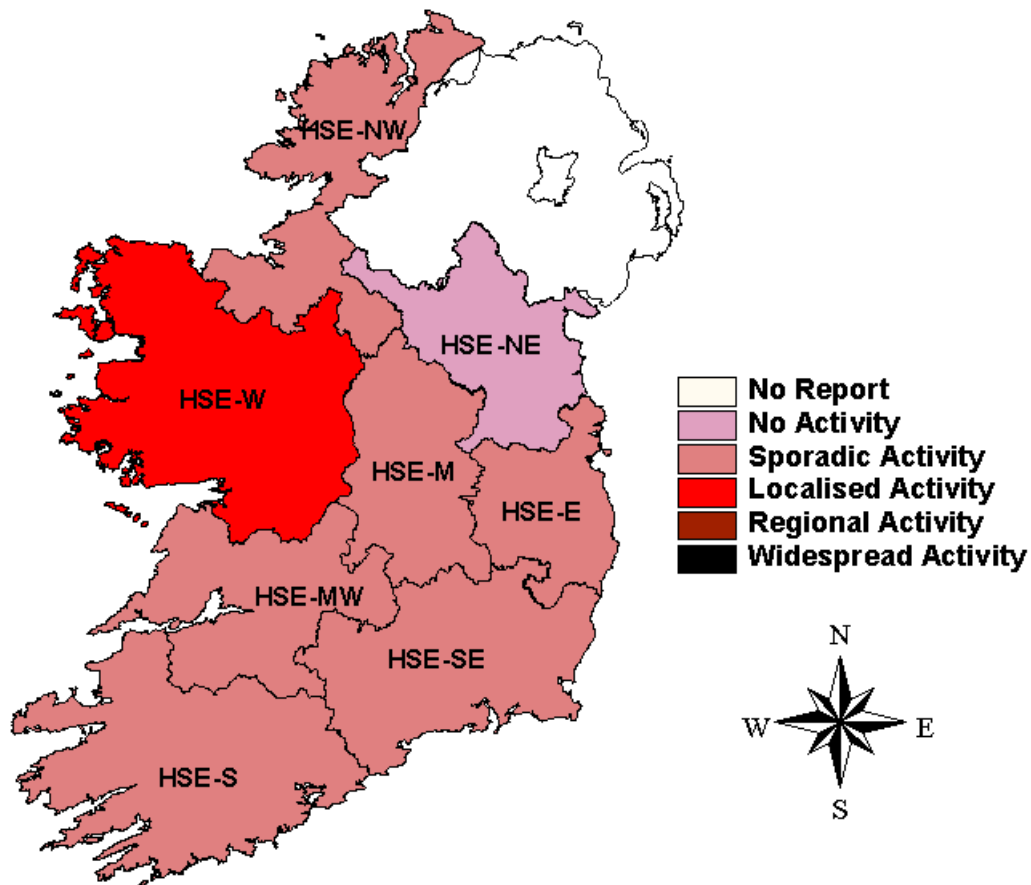 HSE-NW
HSE-NE
HSE-W
HSE-M
HSE-E
HSE-MW
HSE-SE
HSE-S
No Report
No Activity
Sporadic Activity
Localised Activity
Regional Activity
Widespread Activity
N
W E
S